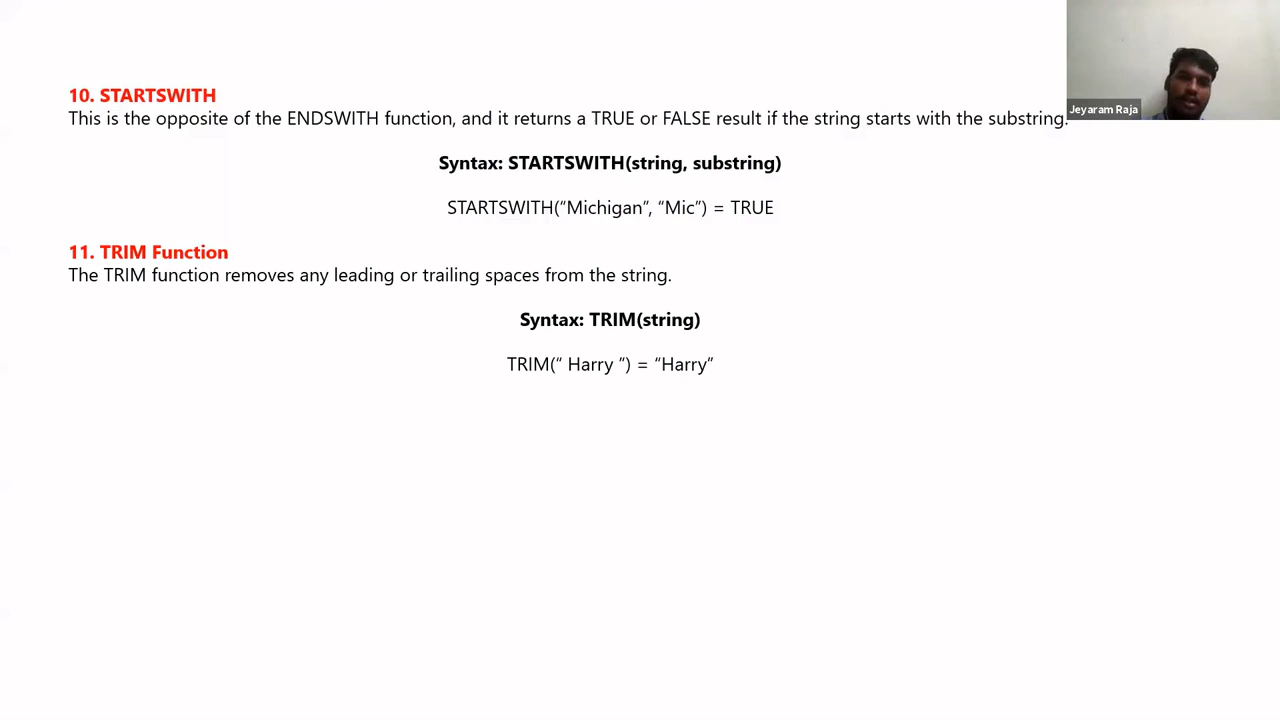 10. STARTSWITH
This is the opposite of the ENDSWITH function, and it returns a TRUE or FALSE result if the string starts with the substring.
Syntax: STARTSWITH(string, substring)
STARTSWITH(“Michigan”, “Mic”) = TRUE
11. TRIM Function
The TRIM function removes any leading or trailing spaces from the string.
Syntax: TRIM(string)
TRIM(“ Harry ”) = “Harry”
Jeyaram Raja